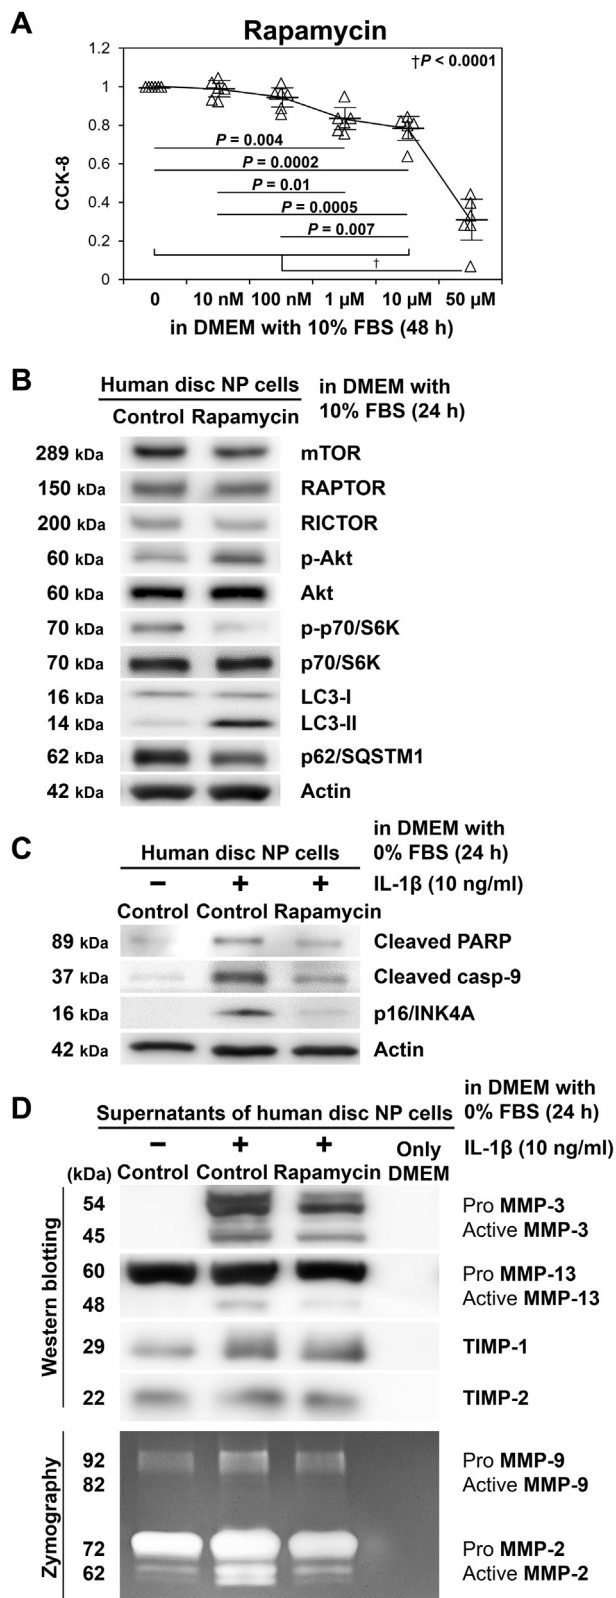 A
Rapamycin
1.2
†P < 0.0001
1
0.8
P = 0.004
P = 0.0002
0.6
P = 0.01
CCK-8
0.4
P = 0.0005
P = 0.007
0.2
†
0
0 10 nM 100 nM 1 µM 10 µM 50 µM
in DMEM with 10% FBS (48 h)
B
Human disc NP cells
in DMEM with
10% FBS (24 h)
Control Rapamycin
289 kDa mTOR
150 kDa RAPTOR
200 kDa RICTOR
60 kDa p-Akt
60 kDa Akt
70 kDa p-p70/S6K
70 kDa p70/S6K
16 kDa LC3-I
14 kDa LC3-II
62 kDa p62/SQSTM1
42 kDa Actin
C
in DMEM with
0% FBS (24 h)
Human disc NP cells
− + + IL-1β (10 ng/ml)
Control Control Rapamycin
89 kDa Cleaved PARP
37 kDa Cleaved casp-9
16 kDa p16/INK4A
42 kDa Actin
D
in DMEM with
0% FBS (24 h)
Supernatants of human disc NP cells
− + + IL-1β (10 ng/ml)
Only
DMEM
(kDa) Control Control Rapamycin
Western blotting
54 Pro MMP-3
45 Active MMP-3
60 Pro MMP-13
48 Active MMP-13
29 TIMP-1
22 TIMP-2
Zymography
92 Pro MMP-9
82 Active MMP-9
72 Pro MMP-2
62 Active MMP-2